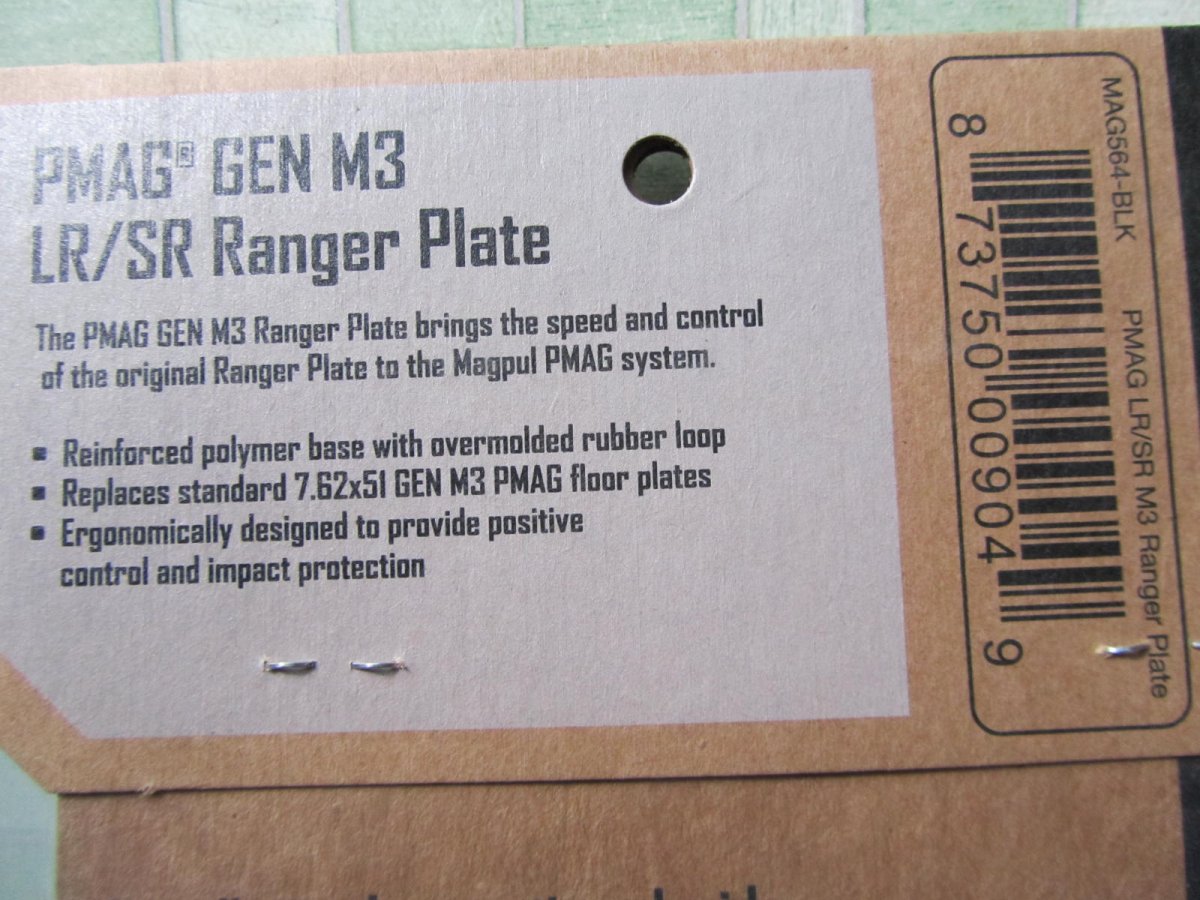 PMAG® GEN M3
LR/SR Ranger Plate
The PMAG GEN M3 Ranger Plate brings the speed and control
of the original Ranger Plate to the Magpul PMAG system.
▪ Reinforced polymer base with overmolded rubber loop
▪ Replaces standard 7.62x51 GEN M3 PMAG floor plates
▪ Ergonomically designed to provide positive
control and impact protection
MAG564-BLK PMAG LR/SR M3 Ranger Plate
8 73750 00904 9